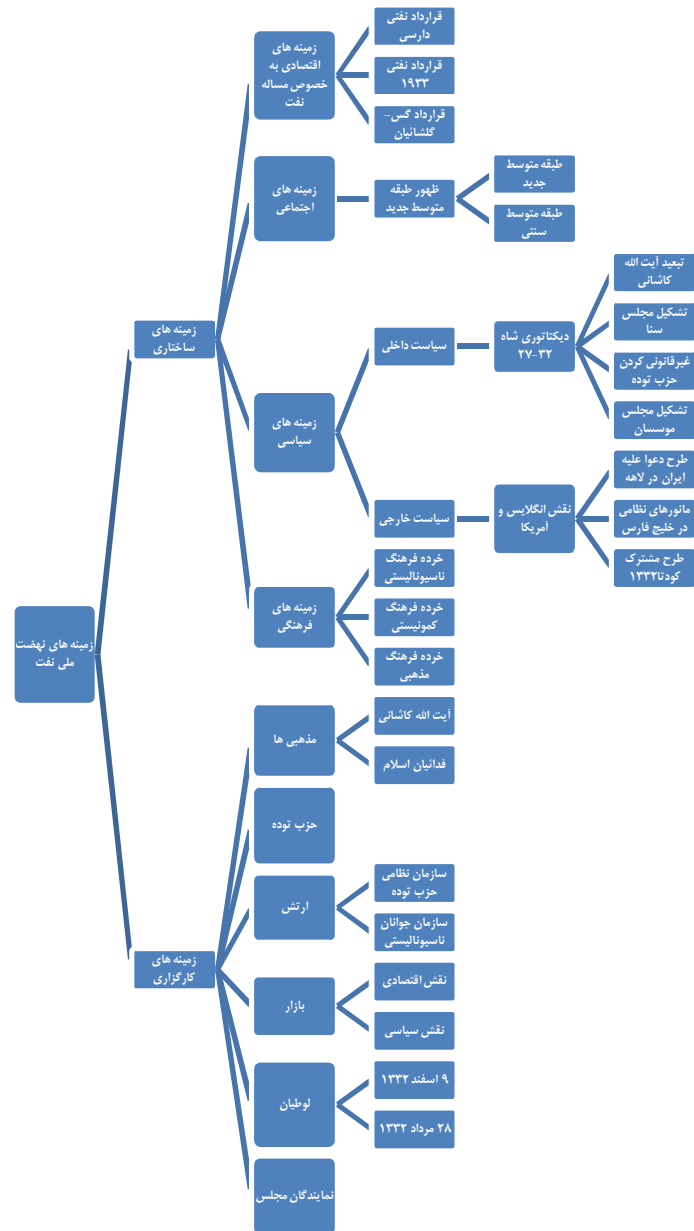 زمینه های نهضت
ملی نفت
زمینه های
ساختاری
زمینه های
اقتصادی به
خصوص مساله
نفت
قرارداد نفتی
دارسی
قرارداد نفتی
۱۹۳۳
قرارداد گس-
گلشائیان
زمینه های
اجتماعی
ظهور طبقه
متوسط جدید
طبقه متوسط
جدید
طبقه متوسط
سنتی
زمینه های
سیاسی
سیاست داخلی
دیکتاتوری شاه
۲۷-۳۲
تبعید آیت الله
کاشانی
تشکیل مجلس
سنا
غیرقانونی کردن
حزب توده
تشکیل مجلس
موسسان
سیاست خارجی
نقش انگلایس و
آمریکا
طرح دعوا علیه
ایران در لاهه
مانورهای نظامی
در خلیج فارس
طرح مشترک
کودتا۱۳۳۲
زمینه های
فرهنگی
خرده فرهنگ
ناسیونالیستی
خرده فرهنگ
کمونیستی
خرده فرهنگ
مذهبی
زمینه های
کارگزاری
مذهبی ها
آیت الله کاشانی
فدائیان اسلام
حزب توده
ارتش
سازمان نظامی
حزب توده
سازمان جوانان
ناسیونالیستی
بازار
نقش اقتصادی
نقش سیاسی
لوطیان
۹ اسفند ۱۳۳۲
۲۸ مرداد ۱۳۳۲
نمایندگان مجلس